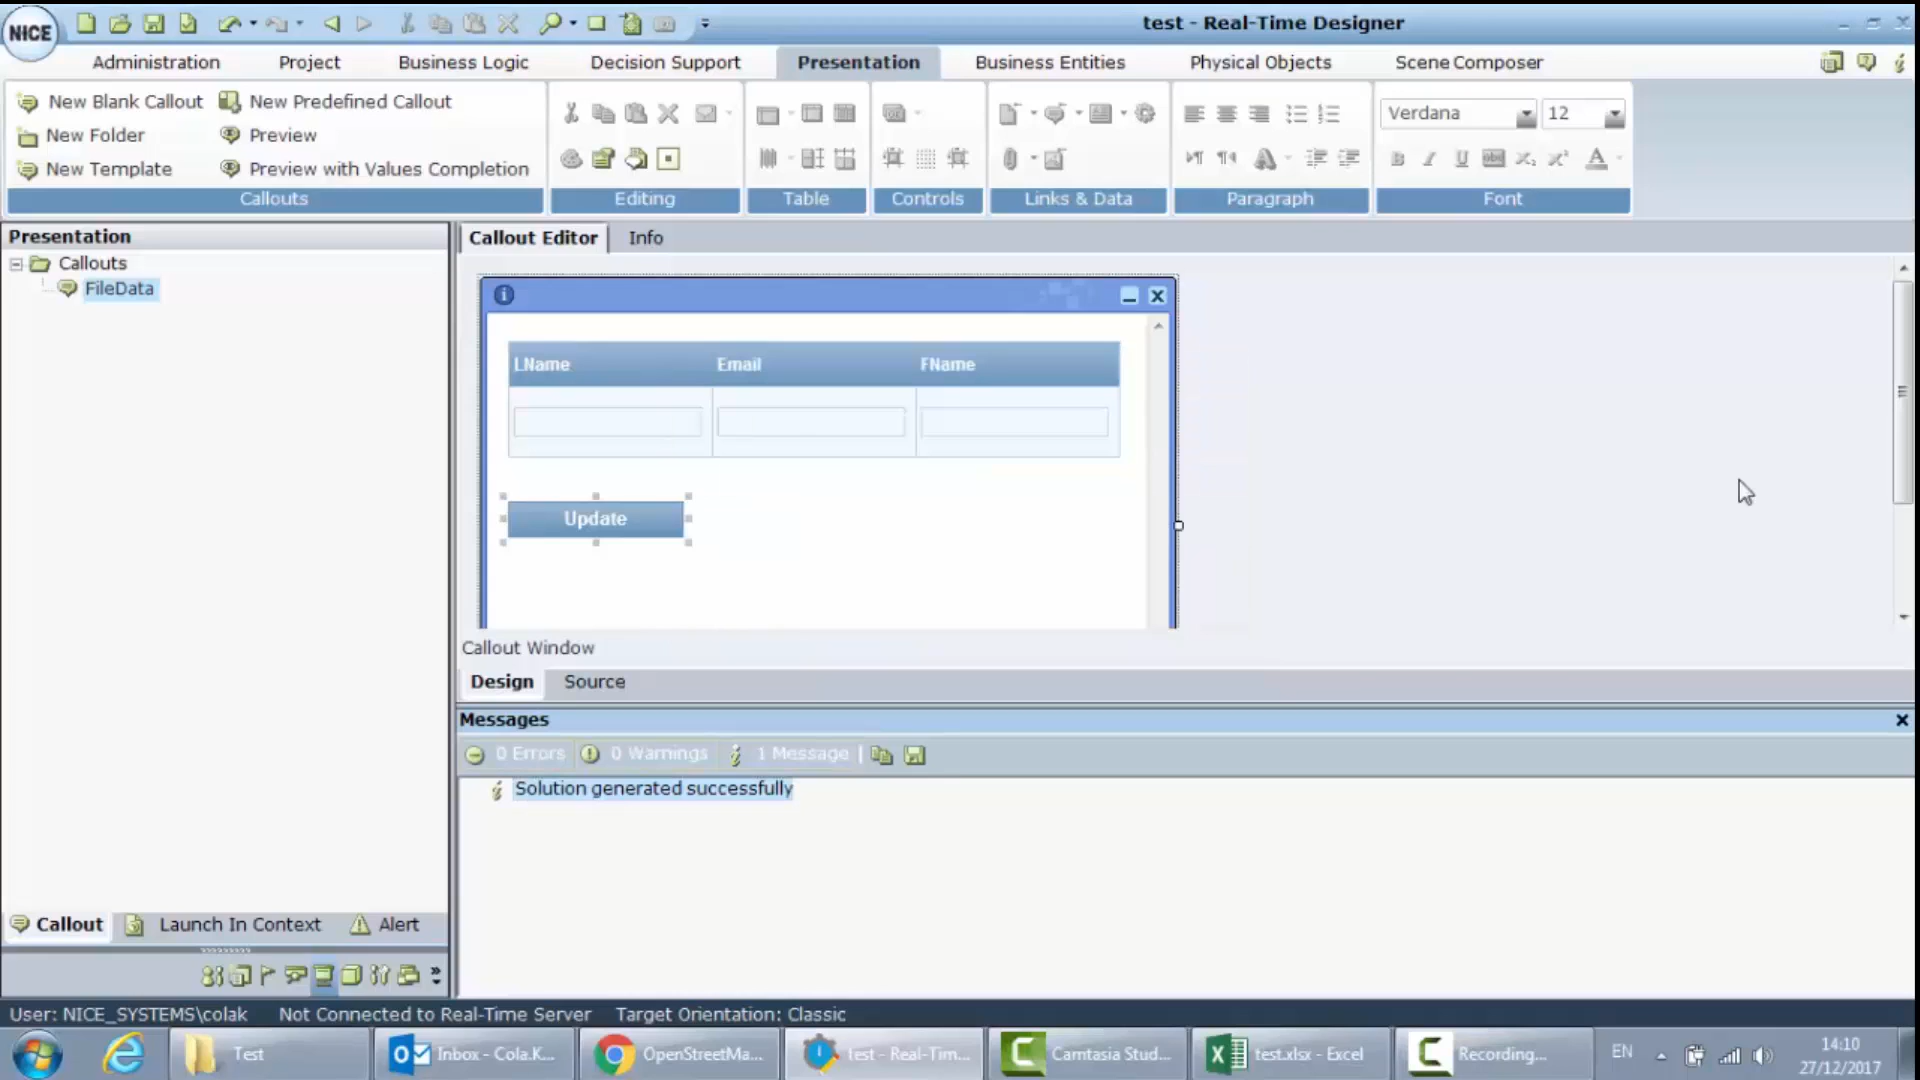 test - Real-Time Designer
NICE
Administration Project Business Logic Decision Support Presentation Business Entities Physical Objects Scene Composer
New Blank Callout New Predefined Callout
New Folder Preview
New Template Preview with Values Completion
Verdana 12
Callouts Editing Table Controls Links & Data Paragraph Font
Presentation
Callouts
FileData
Callout Editor Info
LName Email FName
Update
Callout Window
Design Source
Messages
0 Errors 0 Warnings 1 Message
Solution generated successfully
Callout Launch In Context Alert
User: NICE_SYSTEMS\colak Not Connected to Real-Time Server Target Orientation: Classic
Test Inbox - Cola.K... OpenStreetMa... test - Real-Tim... Camtasia Stud... test.xlsx - Excel Recording... EN 14:10
27/12/2017